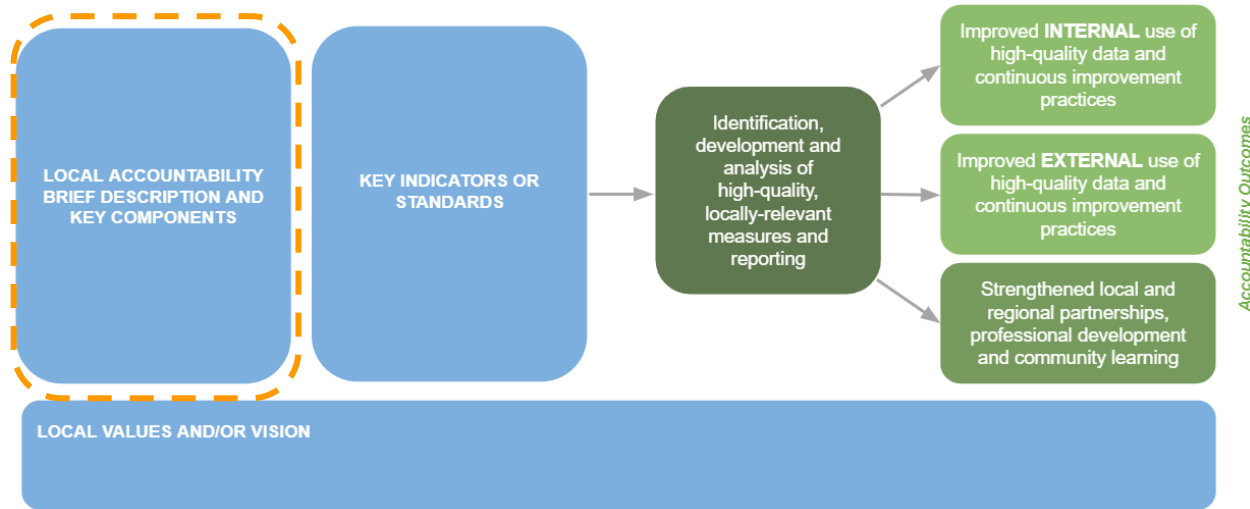 LOCAL ACCOUNTABILITY
BRIEF DESCRIPTION AND
KEY COMPONENTS
KEY INDICATORS OR
STANDARDS
Identification,
development and
analysis of
high-quality,
locally-relevant
measures and
reporting
Improved INTERNAL use of
high-quality data and
continuous improvement
practices
Improved EXTERNAL use of
high-quality data and
continuous improvement
practices
Strengthened local and
regional partnerships,
professional development
and community learning
Accountability Outcomes
LOCAL VALUES AND/OR VISION